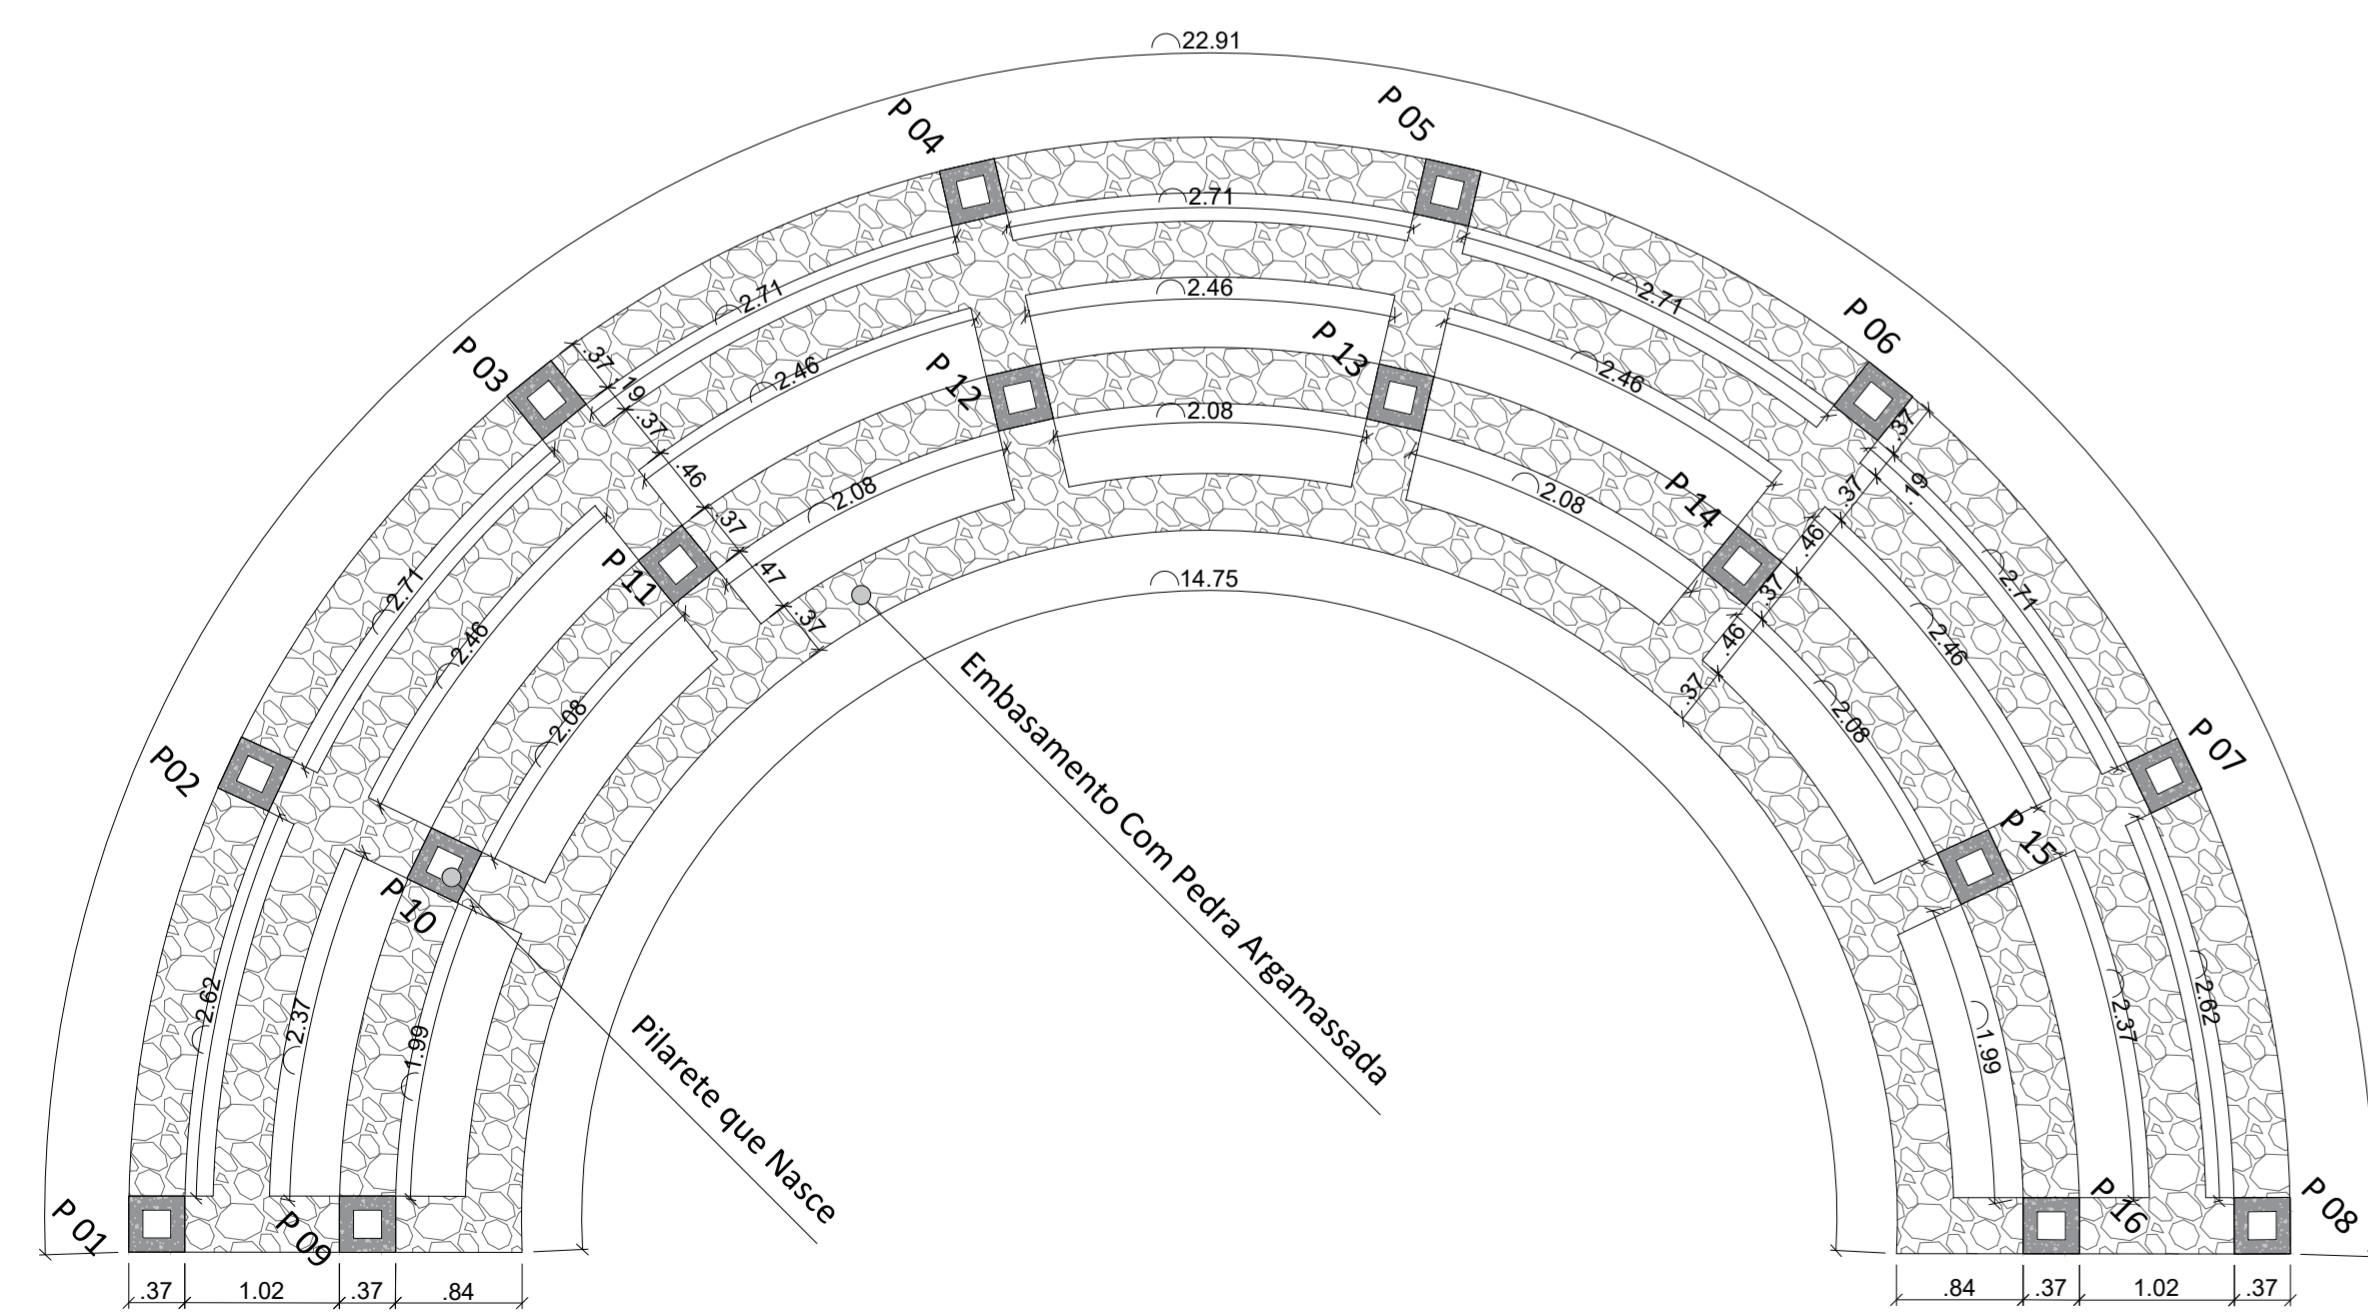 22.91
P 04
P 05
2.71
2.71
2.71
P 03
P 06
.37
.19
.37
.46
.37
.47
.37
2.46
2.46
2.46
P 12
P 13
2.08
2.08
2.08
P 11
P 14
.37
.19
.37
.46
.37
.46
.37
14.75
2.71
2.46
2.08
2.71
2.46
2.08
P02
P 07
P 10
P 15
Embasamento Com Pedra Argamassada
Pilarete que Nasce
2.62
2.37
1.99
1.99
2.37
2.62
P 01
P 09
P 16
P 08
.37
1.02
.37
.84
.84
.37
1.02
.37